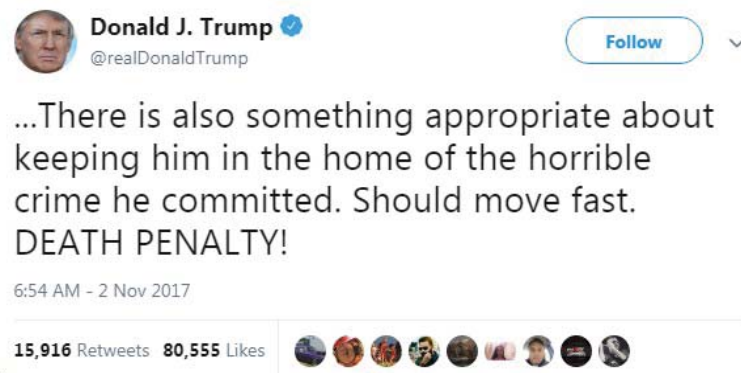 Donald J. Trump
@realDonaldTrump
Follow
...There is also something appropriate about
keeping him in the home of the horrible
crime he committed. Should move fast.
DEATH PENALTY!
6:54 AM - 2 Nov 2017
15,916 Retweets 80,555 Likes